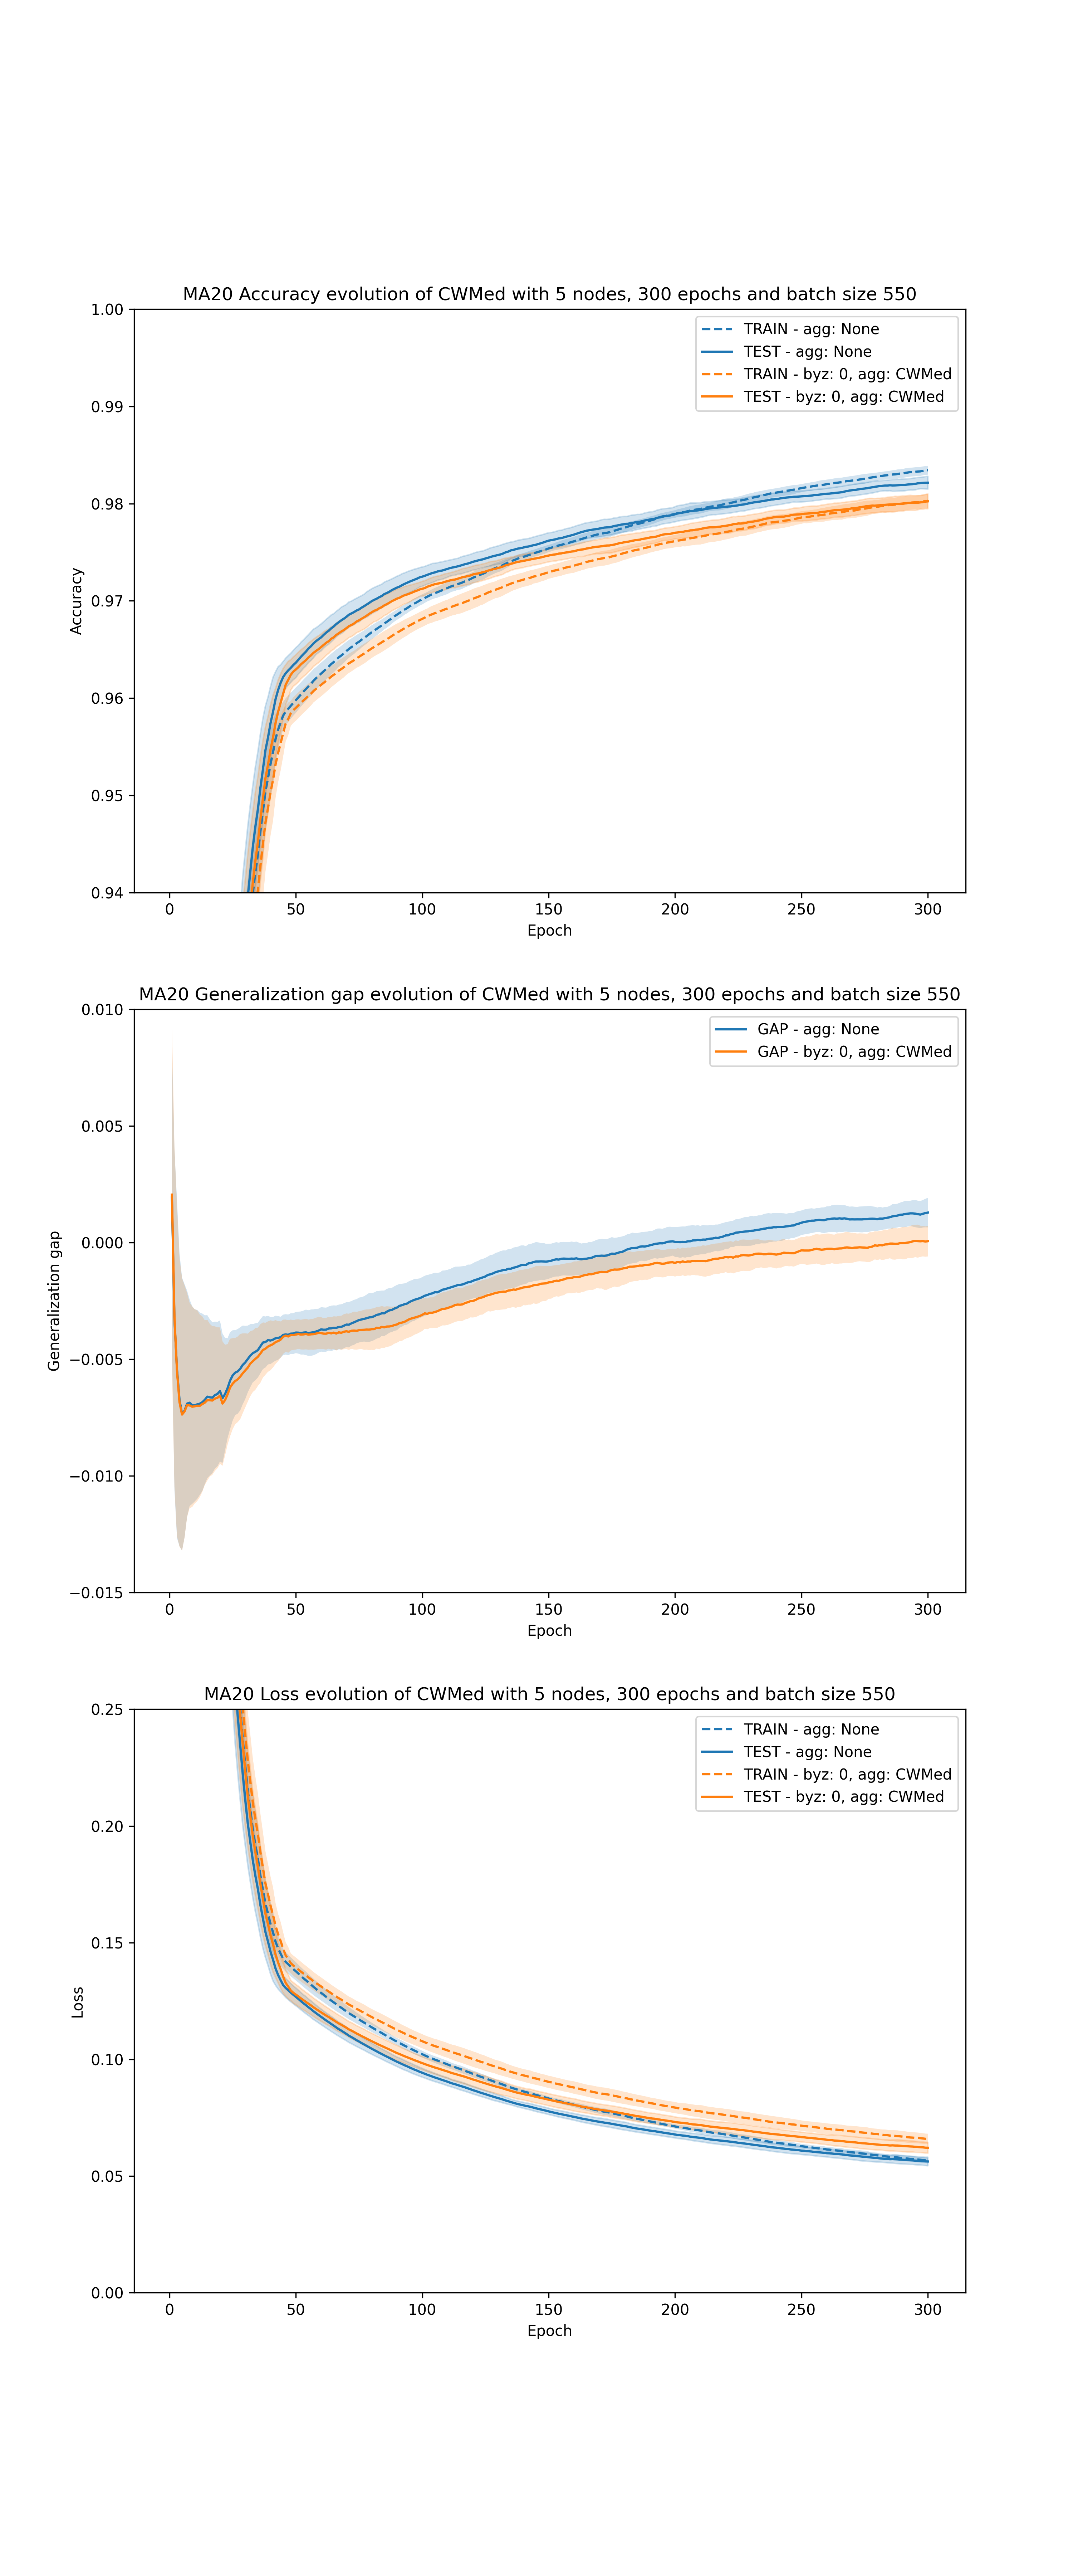 MA20 Accuracy evolution of CWMed with 5 nodes, 300 epochs and batch size 550
1.00
0.99
0.98
0.97
0.96
0.95
0.94
Accuracy
TRAIN - agg: None
TEST - agg: None
TRAIN - byz: 0, agg: CWMed
TEST - byz: 0, agg: CWMed
0 50 100 150 200 250 300
Epoch
MA20 Generalization gap evolution of CWMed with 5 nodes, 300 epochs and batch size 550
0.010
0.005
0.000
−0.005
−0.010
−0.015
Generalization gap
GAP - agg: None
GAP - byz: 0, agg: CWMed
0 50 100 150 200 250 300
Epoch
MA20 Loss evolution of CWMed with 5 nodes, 300 epochs and batch size 550
0.25
0.20
0.15
0.10
0.05
0.00
Loss
TRAIN - agg: None
TEST - agg: None
TRAIN - byz: 0, agg: CWMed
TEST - byz: 0, agg: CWMed
0 50 100 150 200 250 300
Epoch